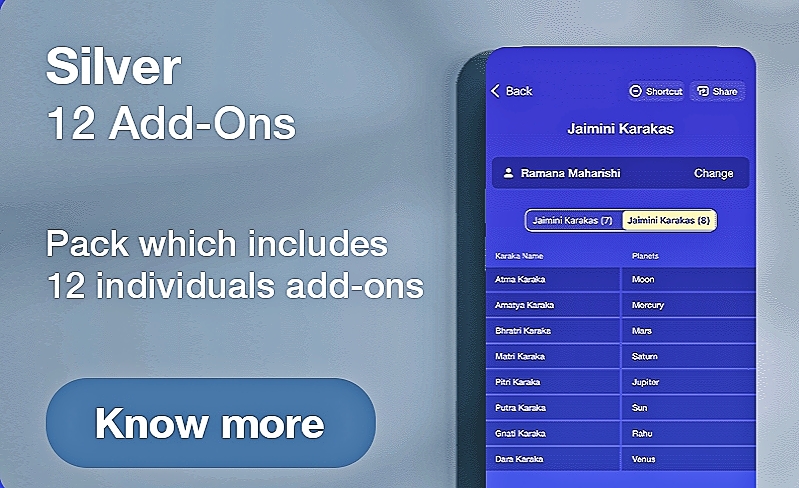 Silver
12 Add-Ons
Pack which includes
12 individuals add-ons
Know more
Back
Shortcut
Share
Jaimini Karakas
Ramana Maharishi
Change
Jaimini Karakas (7)
Jaimini Karakas (8)
Karaka Name Planets
Atma Karaka Moon
Amatya Karaka Mercury
Bhratri Karaka Mars
Matri Karaka Saturn
Pitri Karaka Jupiter
Putra Karaka Sun
Gnati Karaka Rahu
Dara Karaka Venus